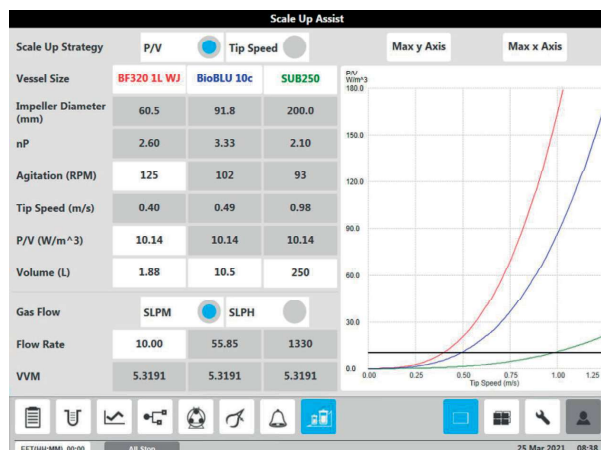 Scale Up Assist
Scale Up Strategy P/V Tip Speed Max y Axis Max x Axis
Vessel Size BF320 1L WJ BioBLU 10c SUB250
Impeller Diameter (mm) 60.5 91.8 200.0
nP 2.60 3.33 2.10
Agitation (RPM) 125 102 93
Tip Speed (m/s) 0.40 0.49 0.98
P/V (W/m^3) 10.14 10.14 10.14
Volume (L) 1.88 10.5 250
Gas Flow SLPM SLPH
Flow Rate 10.00 55.85 1330
VVM 5.3191 5.3191 5.3191
P/V
W/m^3
180.0
150.0
120.0
90.0
60.0
30.0
0.0
0.00 0.25 0.50 0.75 1.00 1.25
Tip Speed (m/s)
EFT(HH:MM) 00:00 All Stop 25 Mar 2021 08:38